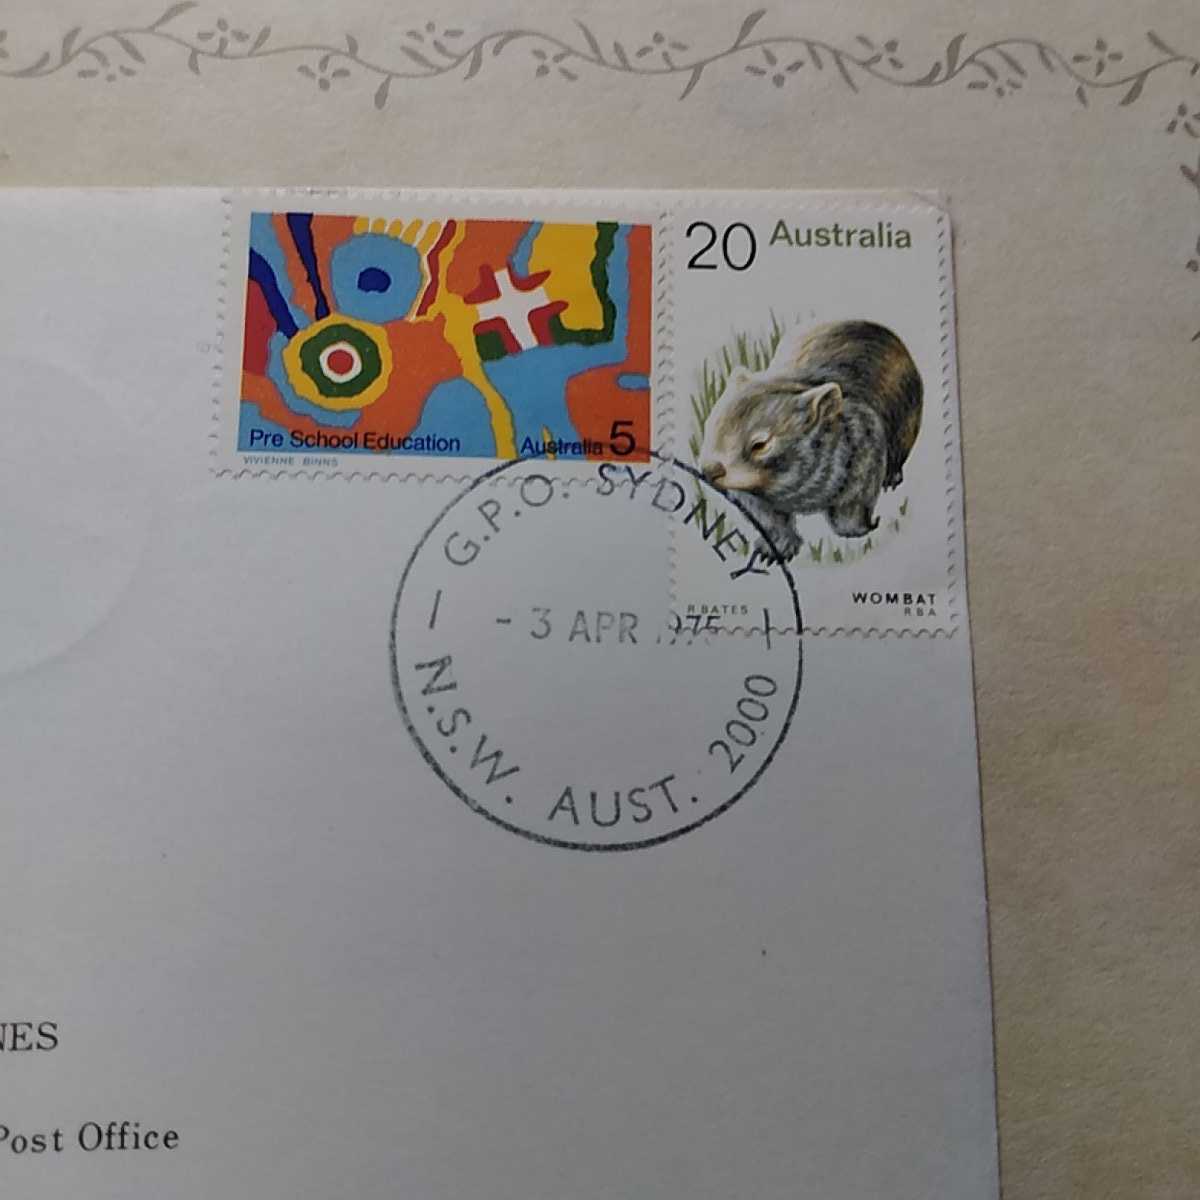 20 Australia
Pre School Education Australia 5
VIVIENNE BINNS
R BATES
WOMBAT
RBA
G.P.O. SYDNEY
- 3 APR 1975
N.S.W. AUST. 2000
NES
Post Office